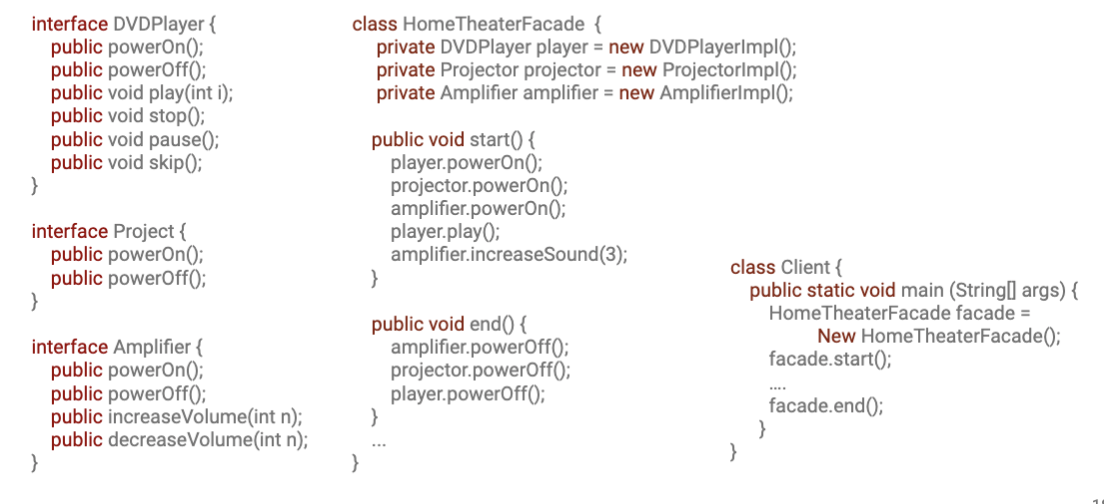 interface DVDPlayer {
public powerOn();
public powerOff();
public void play(int i);
public void stop();
public void pause();
public void skip();
}
interface Project {
public powerOn();
public powerOff();
}
interface Amplifier {
public powerOn();
public powerOff();
public increaseVolume(int n);
public decreaseVolume(int n);
}
class HomeTheaterFacade {
private DVDPlayer player = new DVDPlayerImpl();
private Projector projector = new ProjectorImpl();
private Amplifier amplifier = new AmplifierImpl();
public void start() {
player.powerOn();
projector.powerOn();
amplifier.powerOn();
player.play();
amplifier.increaseSound(3);
}
public void end() {
amplifier.powerOff();
projector.powerOff();
player.powerOff();
}
...
}
class Client {
public static void main (String[] args) {
HomeTheaterFacade facade =
New HomeTheaterFacade();
facade.start();
....
facade.end();
}
}